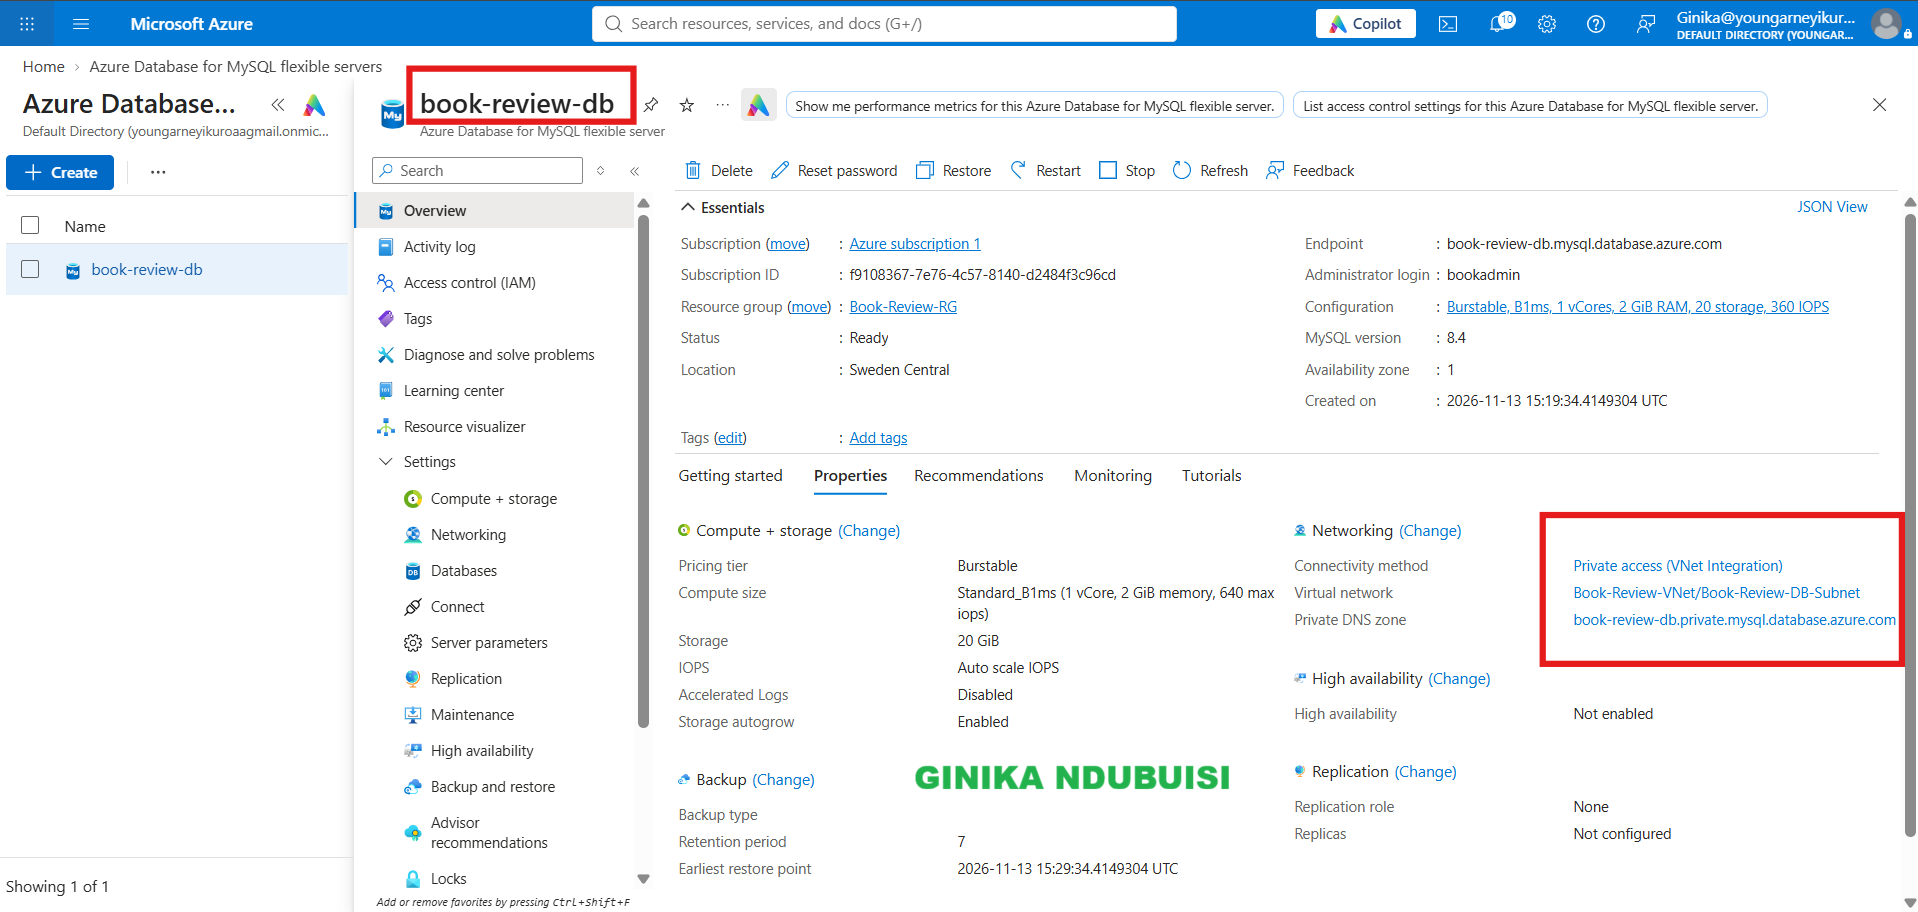 Microsoft Azure
Search resources, services, and docs (G+/)
Copilot
10
Ginika@youngarneyikur...
DEFAULT DIRECTORY (YOUNGAR...
Home > Azure Database for MySQL flexible servers
Azure Database...
Default Directory (youngarneyikuroaagmail.onmic...
+ Create
...
Name
book-review-db
Showing 1 of 1
book-review-db
Azure Database for MySQL flexible server
...
Show me performance metrics for this Azure Database for MySQL flexible server.
List access control settings for this Azure Database for MySQL flexible server.
Search
Overview
Activity log
Access control (IAM)
Tags
Diagnose and solve problems
Learning center
Resource visualizer
Settings
Compute + storage
Networking
Databases
Connect
Server parameters
Replication
Maintenance
High availability
Backup and restore
Advisor
recommendations
Locks
Add or remove favorites by pressing Ctrl+Shift+F
Delete
Reset password
Restore
Restart
Stop
Refresh
Feedback
Essentials
JSON View
Subscription (move) : Azure subscription 1
Subscription ID : f9108367-7e76-4c57-8140-d2484f3c96cd
Resource group (move) : Book-Review-RG
Status : Ready
Location : Sweden Central
Endpoint : book-review-db.mysql.database.azure.com
Administrator login : bookadmin
Configuration : Burstable, B1ms, 1 vCores, 2 GiB RAM, 20 storage, 360 IOPS
MySQL version : 8.4
Availability zone : 1
Created on : 2026-11-13 15:19:34.4149304 UTC
Tags (edit) : Add tags
Getting started
Properties
Recommendations
Monitoring
Tutorials
Compute + storage (Change)
Pricing tier Burstable
Compute size Standard_B1ms (1 vCore, 2 GiB memory, 640 max
iops)
Storage 20 GiB
IOPS Auto scale IOPS
Accelerated Logs Disabled
Storage autogrow Enabled
Backup (Change)
Backup type
Retention period 7
Earliest restore point 2026-11-13 15:29:34.4149304 UTC
GINIKA NDUBUISI
Networking (Change)
Connectivity method Private access (VNet Integration)
Virtual network Book-Review-VNet/Book-Review-DB-Subnet
Private DNS zone book-review-db.private.mysql.database.azure.com
High availability (Change)
High availability Not enabled
Replication (Change)
Replication role None
Replicas Not configured